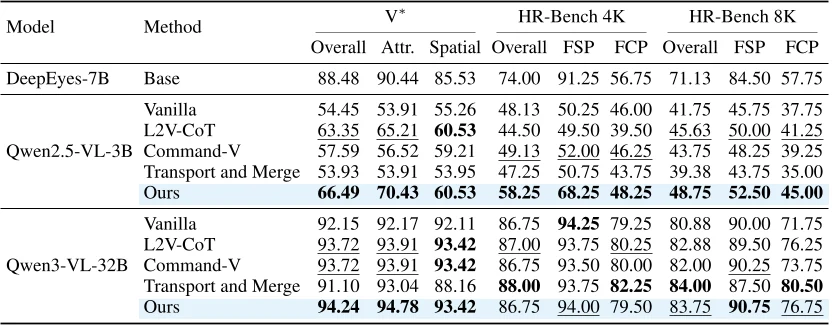 Model Method V* HR-Bench 4K HR-Bench 8K
Overall Attr. Spatial Overall FSP FCP Overall FSP FCP
DeepEyes-7B Base 88.48 90.44 85.53 74.00 91.25 56.75 71.13 84.50 57.75
Vanilla 54.45 53.91 55.26 48.13 50.25 46.00 41.75 45.75 37.75
L2V-CoT 63.35 65.21 60.53 44.50 49.50 39.50 45.63 50.00 41.25
Qwen2.5-VL-3B Command-V 57.59 56.52 59.21 49.13 52.00 46.25 43.75 48.25 39.25
Transport and Merge 53.93 53.91 53.95 47.25 50.75 43.75 39.38 43.75 35.00
Ours 66.49 70.43 60.53 58.25 68.25 48.25 48.75 52.50 45.00
Vanilla 92.15 92.17 92.11 86.75 94.25 79.25 80.88 90.00 71.75
L2V-CoT 93.72 93.91 93.42 87.00 93.75 80.25 82.88 89.50 76.25
Qwen3-VL-32B Command-V 93.72 93.91 93.42 86.75 93.50 80.00 82.00 90.25 73.75
Transport and Merge 91.10 93.04 88.16 88.00 93.75 82.25 84.00 87.50 80.50
Ours 94.24 94.78 93.42 86.75 94.00 79.50 83.75 90.75 76.75